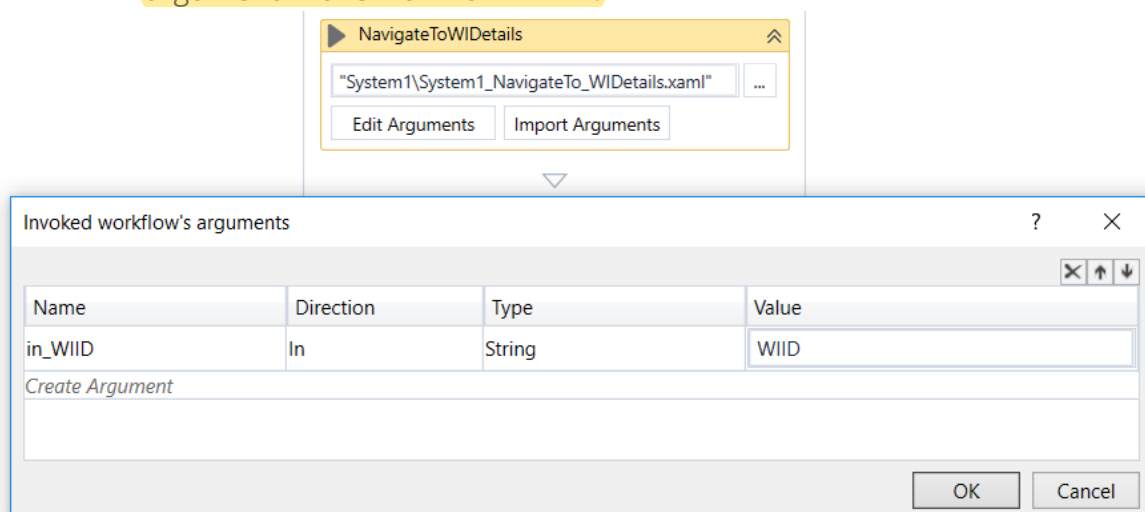 NavigateToWIDetails
"System1\System1_NavigateTo_WIDetails.xaml"
...
Edit Arguments
Import Arguments
Invoked workflow's arguments
?
Name Direction Type Value
in_WIID In String WIID
Create Argument
OK Cancel